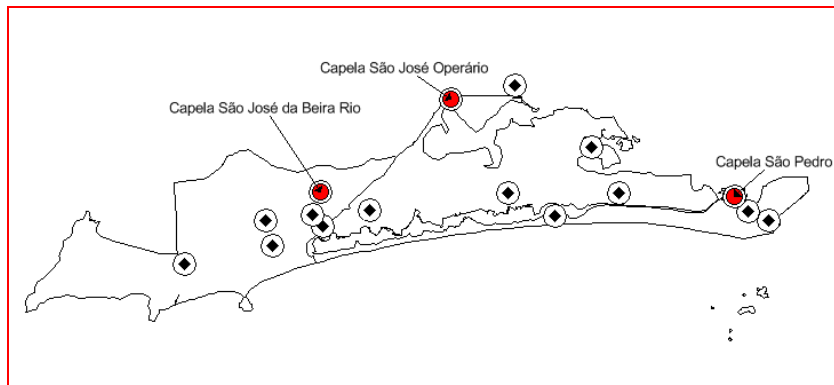 Capela São José Operário
Capela São José da Beira Rio
Capela São Pedro